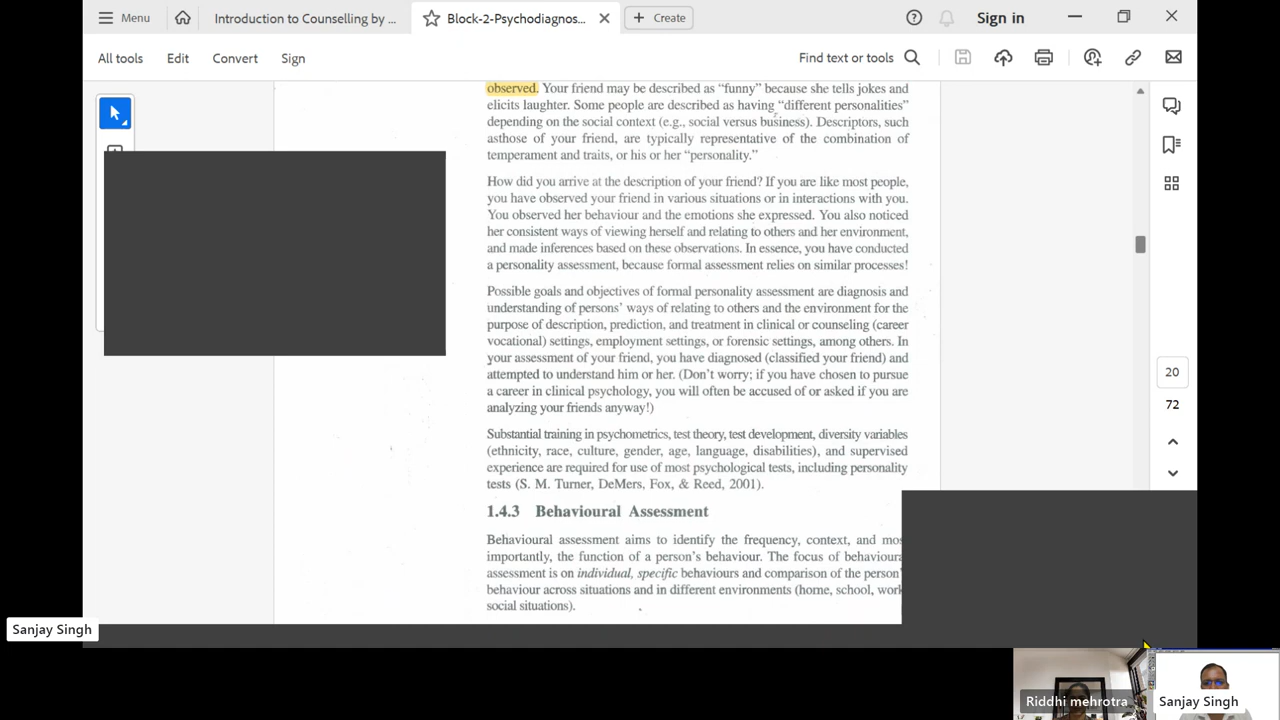 Menu
Introduction to Counselling by ...
Block-2-Psychodiagnos...
Create
Sign in
All tools
Edit
Convert
Sign
Find text or tools
observed. Your friend may be described as “funny” because she tells jokes and
elicits laughter. Some people are described as having “different personalities”
depending on the social context (e.g., social versus business). Descriptors, such
asthose of your friend, are typically representative of the combination of
temperament and traits, or his or her “personality.”
How did you arrive at the description of your friend? If you are like most people,
you have observed your friend in various situations or in interactions with you.
You observed her behaviour and the emotions she expressed. You also noticed
her consistent ways of viewing herself and relating to others and her environment,
and made inferences based on these observations. In essence, you have conducted
a personality assessment, because formal assessment relies on similar processes!
Possible goals and objectives of formal personality assessment are diagnosis and
understanding of persons’ ways of relating to others and the environment for the
purpose of description, prediction, and treatment in clinical or counseling (career
vocational) settings, employment settings, or forensic settings, among others. In
your assessment of your friend, you have diagnosed (classified your friend) and
attempted to understand him or her. (Don’t worry; if you have chosen to pursue
a career in clinical psychology, you will often be accused of or asked if you are
analyzing your friends anyway!)
Substantial training in psychometrics, test theory, test development, diversity variables
(ethnicity, race, culture, gender, age, language, disabilities), and supervised
experience are required for use of most psychological tests, including personality
tests (S. M. Turner, DeMers, Fox, & Reed, 2001).
1.4.3 Behavioural Assessment
Behavioural assessment aims to identify the frequency, context, and mos
importantly, the function of a person’s behaviour. The focus of behavioura
assessment is on individual, specific behaviours and comparison of the person’
behaviour across situations and in different environments (home, school, work
social situations).
20
72
Sanjay Singh
Riddhi mehrotra
Sanjay Singh